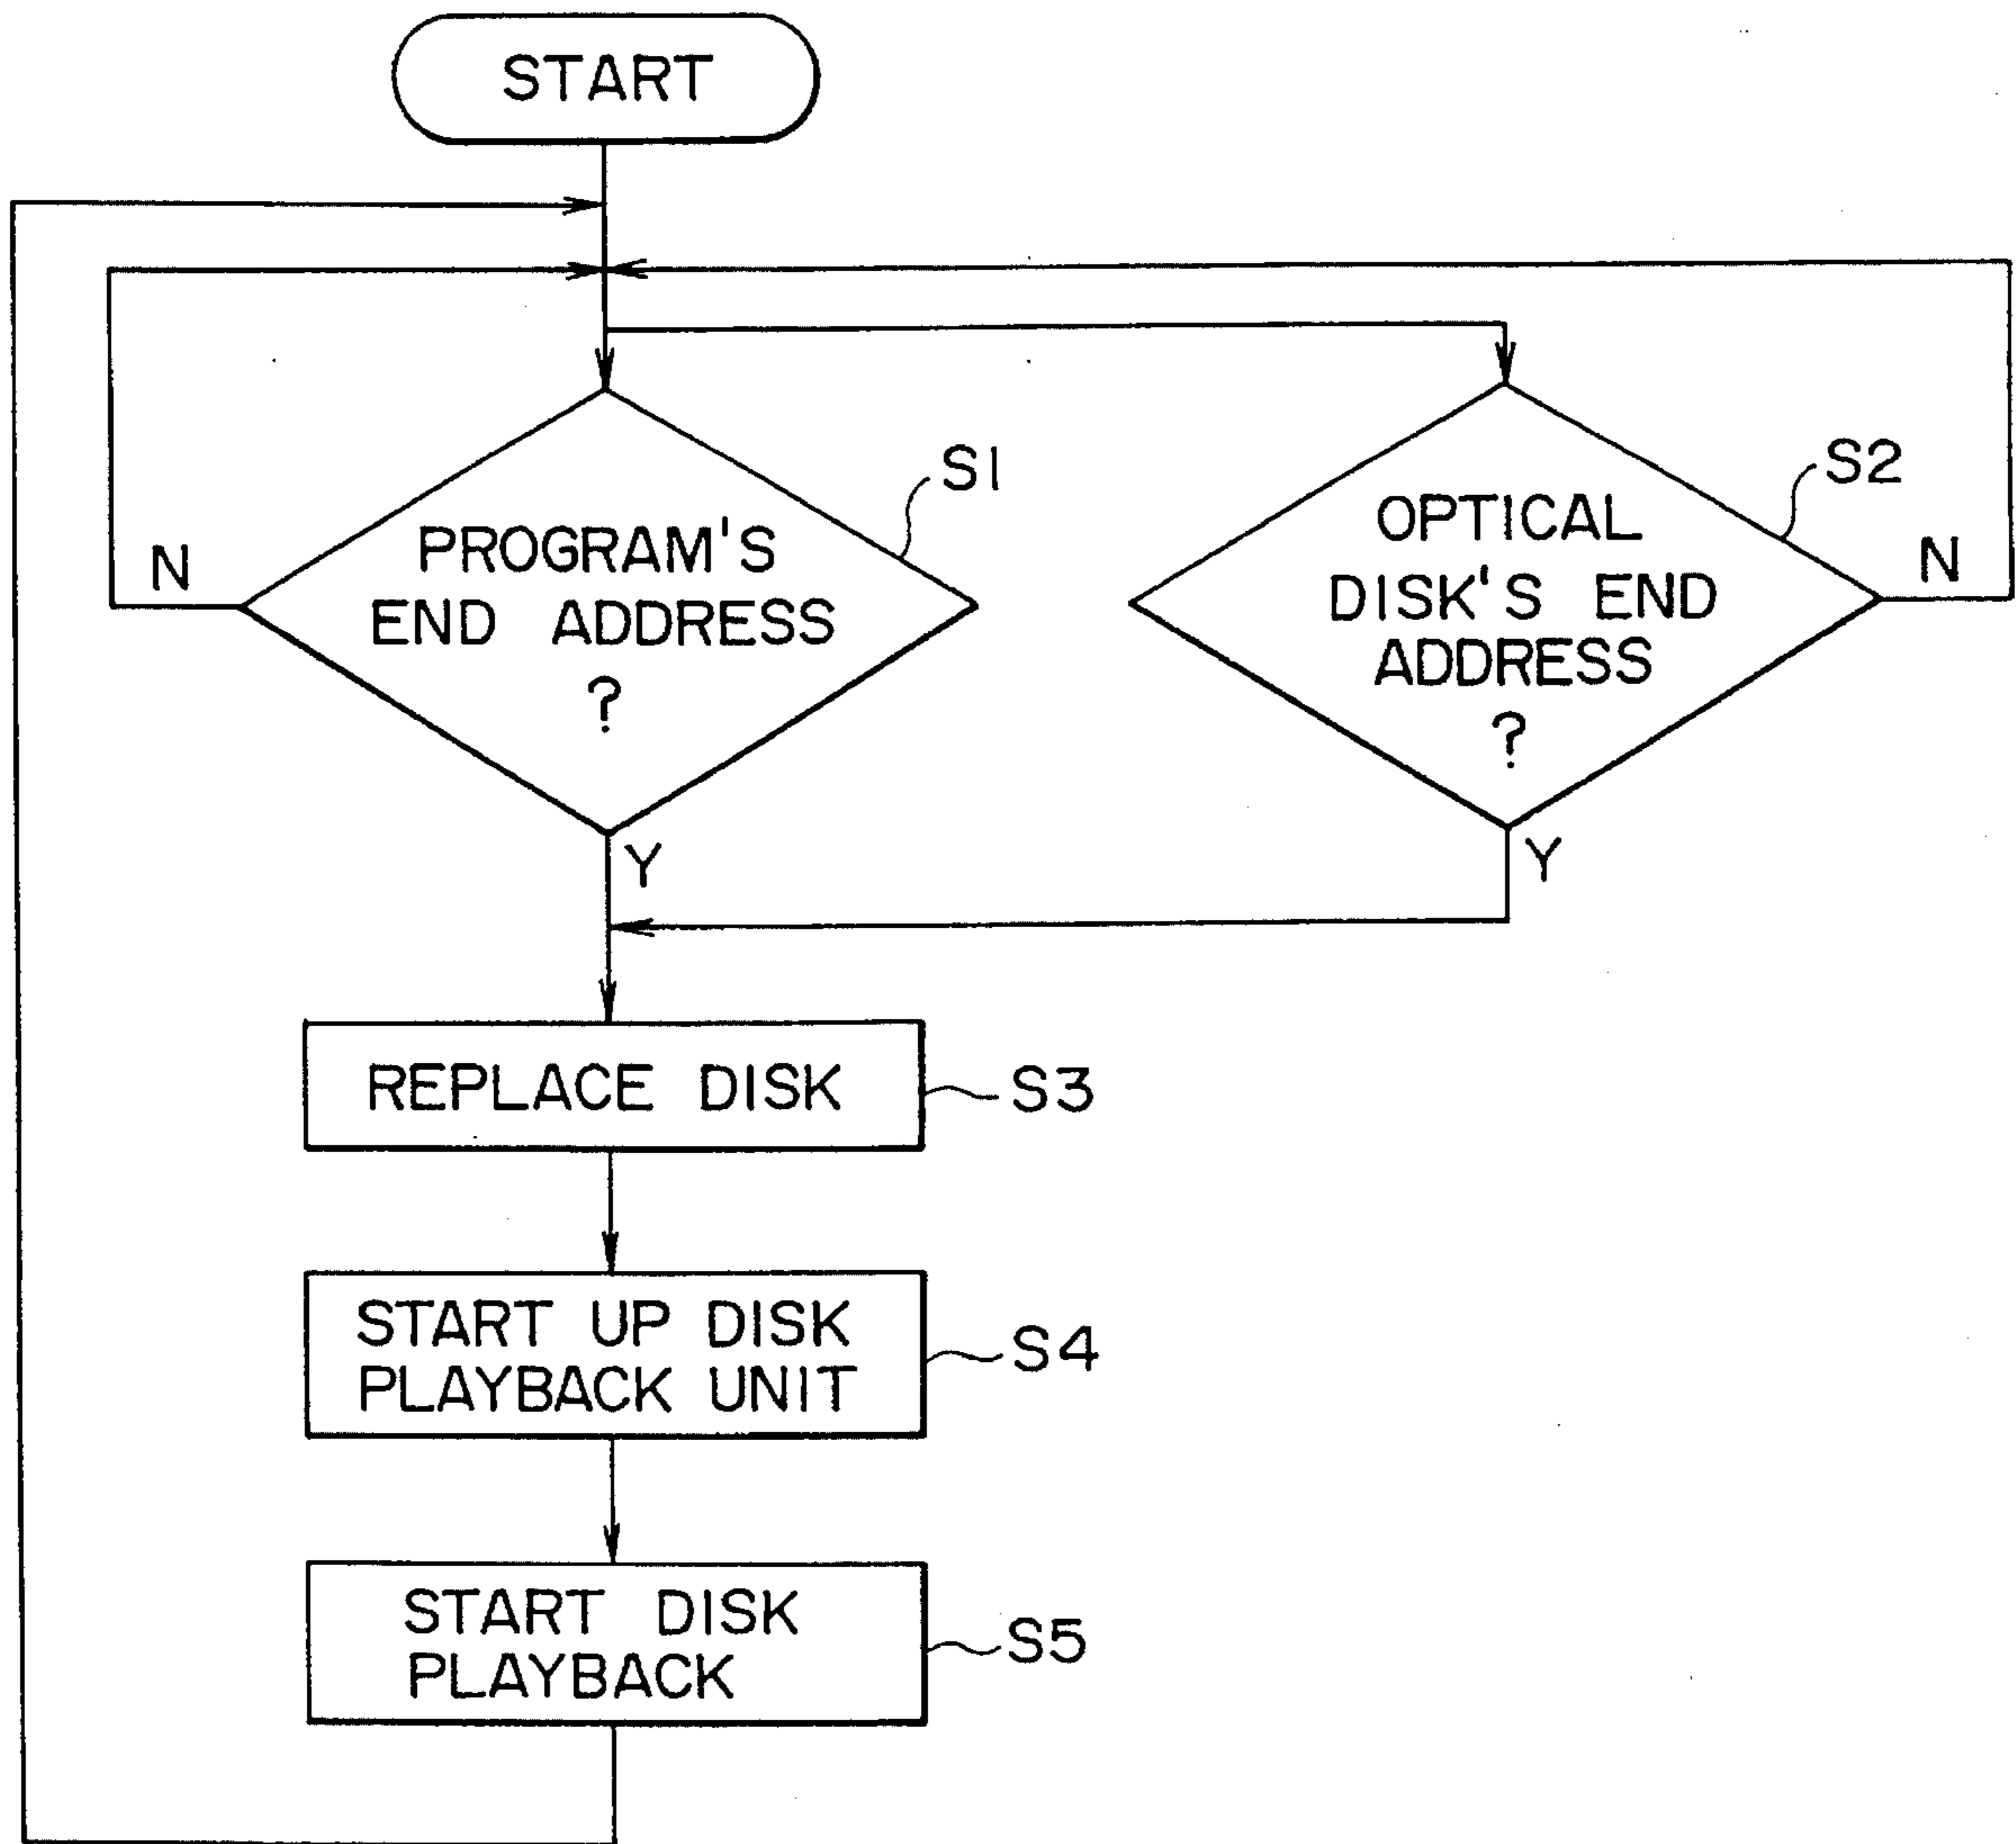 START
S1
PROGRAM'S
END ADDRESS
?
N
Y
S2
OPTICAL
DISK'S END
ADDRESS
?
N
Y
REPLACE DISK
S3
START UP DISK
PLAYBACK UNIT
S4
START DISK
PLAYBACK
S5